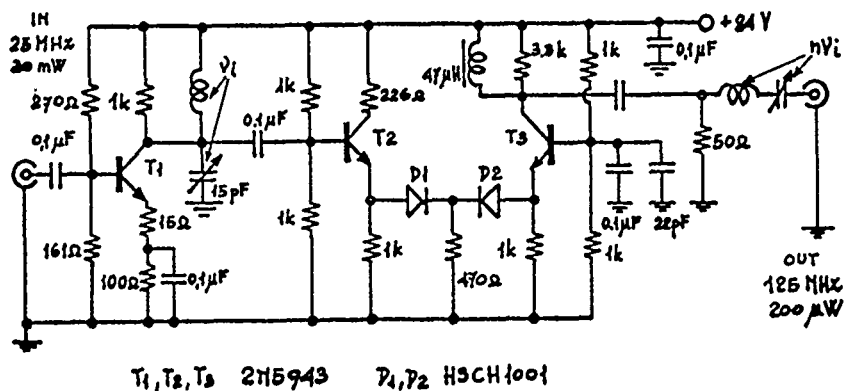 IN
25 MHz
20 mW
270Ω
0,1µF
1k
νi
T1
15pF
15Ω
161Ω
100Ω
0,1µF
0,1µF
1k
226Ω
T2
1k
D1
D2
1k
470Ω
1k
47µH
3,3k
1k
T3
0,1µF
22pF
1k
+24V
0,1µF
nνi
50Ω
OUT
125 MHz
200 µW
T1, T2, T3 2N5943 D1, D2 HSCH1001